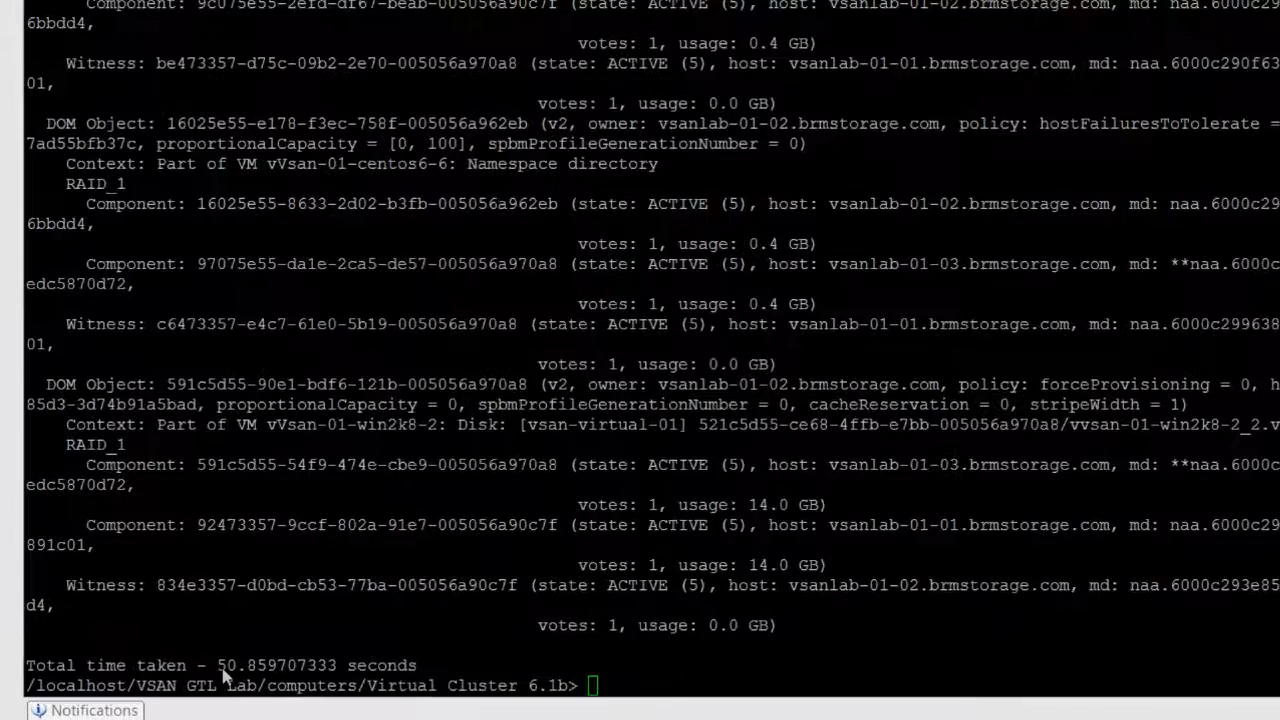 Component: 9c075e55-2efd-df67-beab-005056a90c7f (state: ACTIVE (5), host: vsanlab-01-02.brmstorage.com, md: naa.6000c29
6bbdd4,
votes: 1, usage: 0.4 GB)
Witness: be473357-d75c-09b2-2e70-005056a970a8 (state: ACTIVE (5), host: vsanlab-01-01.brmstorage.com, md: naa.6000c290f63
01,
votes: 1, usage: 0.0 GB)
DOM Object: 16025e55-e178-f3ec-758f-005056a962eb (v2, owner: vsanlab-01-02.brmstorage.com, policy: hostFailuresToTolerate =
7ad55bfb37c, proportionalCapacity = [0, 100], spbmProfileGenerationNumber = 0)
Context: Part of VM vVsan-01-centos6-6: Namespace directory
RAID_1
Component: 16025e55-8633-2d02-b3fb-005056a962eb (state: ACTIVE (5), host: vsanlab-01-02.brmstorage.com, md: naa.6000c29
6bbdd4,
votes: 1, usage: 0.4 GB)
Component: 97075e55-da1e-2ca5-de57-005056a970a8 (state: ACTIVE (5), host: vsanlab-01-03.brmstorage.com, md: **naa.6000c
edc5870d72,
votes: 1, usage: 0.4 GB)
Witness: c6473357-e4c7-61e0-5b19-005056a970a8 (state: ACTIVE (5), host: vsanlab-01-01.brmstorage.com, md: naa.6000c299638
01,
votes: 1, usage: 0.0 GB)
DOM Object: 591c5d55-90e1-bdf6-121b-005056a970a8 (v2, owner: vsanlab-01-02.brmstorage.com, policy: forceProvisioning = 0, h
85d3-3d74b91a5bad, proportionalCapacity = 0, spbmProfileGenerationNumber = 0, cacheReservation = 0, stripeWidth = 1)
Context: Part of VM vVsan-01-win2k8-2: Disk: [vsan-virtual-01] 521c5d55-ce68-4ffb-e7bb-005056a970a8/vvsan-01-win2k8-2_2.v
RAID_1
Component: 591c5d55-54f9-474e-cbe9-005056a970a8 (state: ACTIVE (5), host: vsanlab-01-03.brmstorage.com, md: **naa.6000c
edc5870d72,
votes: 1, usage: 14.0 GB)
Component: 92473357-9ccf-802a-91e7-005056a90c7f (state: ACTIVE (5), host: vsanlab-01-01.brmstorage.com, md: naa.6000c29
891c01,
votes: 1, usage: 14.0 GB)
Witness: 834e3357-d0bd-cb53-77ba-005056a90c7f (state: ACTIVE (5), host: vsanlab-01-02.brmstorage.com, md: naa.6000c293e85
d4,
votes: 1, usage: 0.0 GB)
Total time taken - 50.859707333 seconds
/localhost/VSAN GTL Lab/computers/Virtual Cluster 6.1b>
Notifications